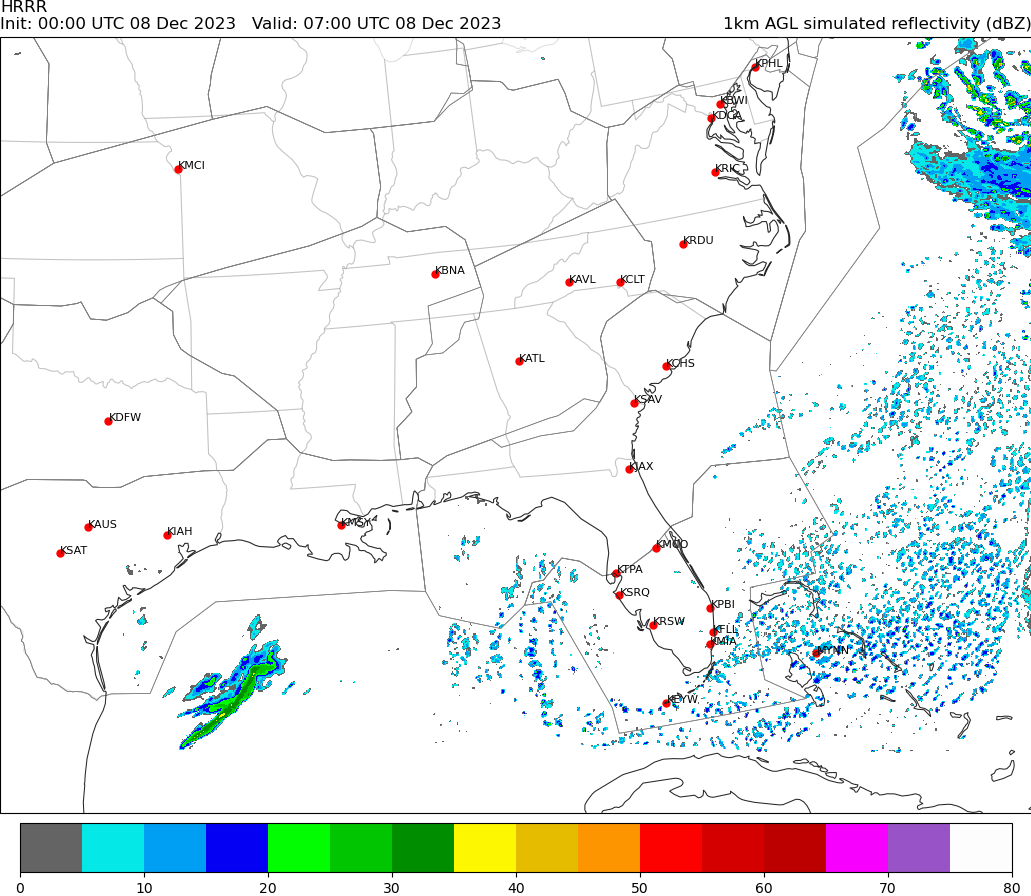 HRRR
Init: 00:00 UTC 08 Dec 2023   Valid: 07:00 UTC 08 Dec 2023   1km AGL simulated reflectivity (dBZ)
KPHL
KBWI
KDCA
KMCI
KRIC
KRDU
KBNA
KAVL
KCLT
KATL
KCHS
KSAV
KDFW
KJAX
KMSY
KAUS
KIAH
KSAT
KMCO
KTPA
KSRQ
KPBI
KRSW
KFLL
KMIA
MYNN
KEYW
0 10 20 30 40 50 60 70 80